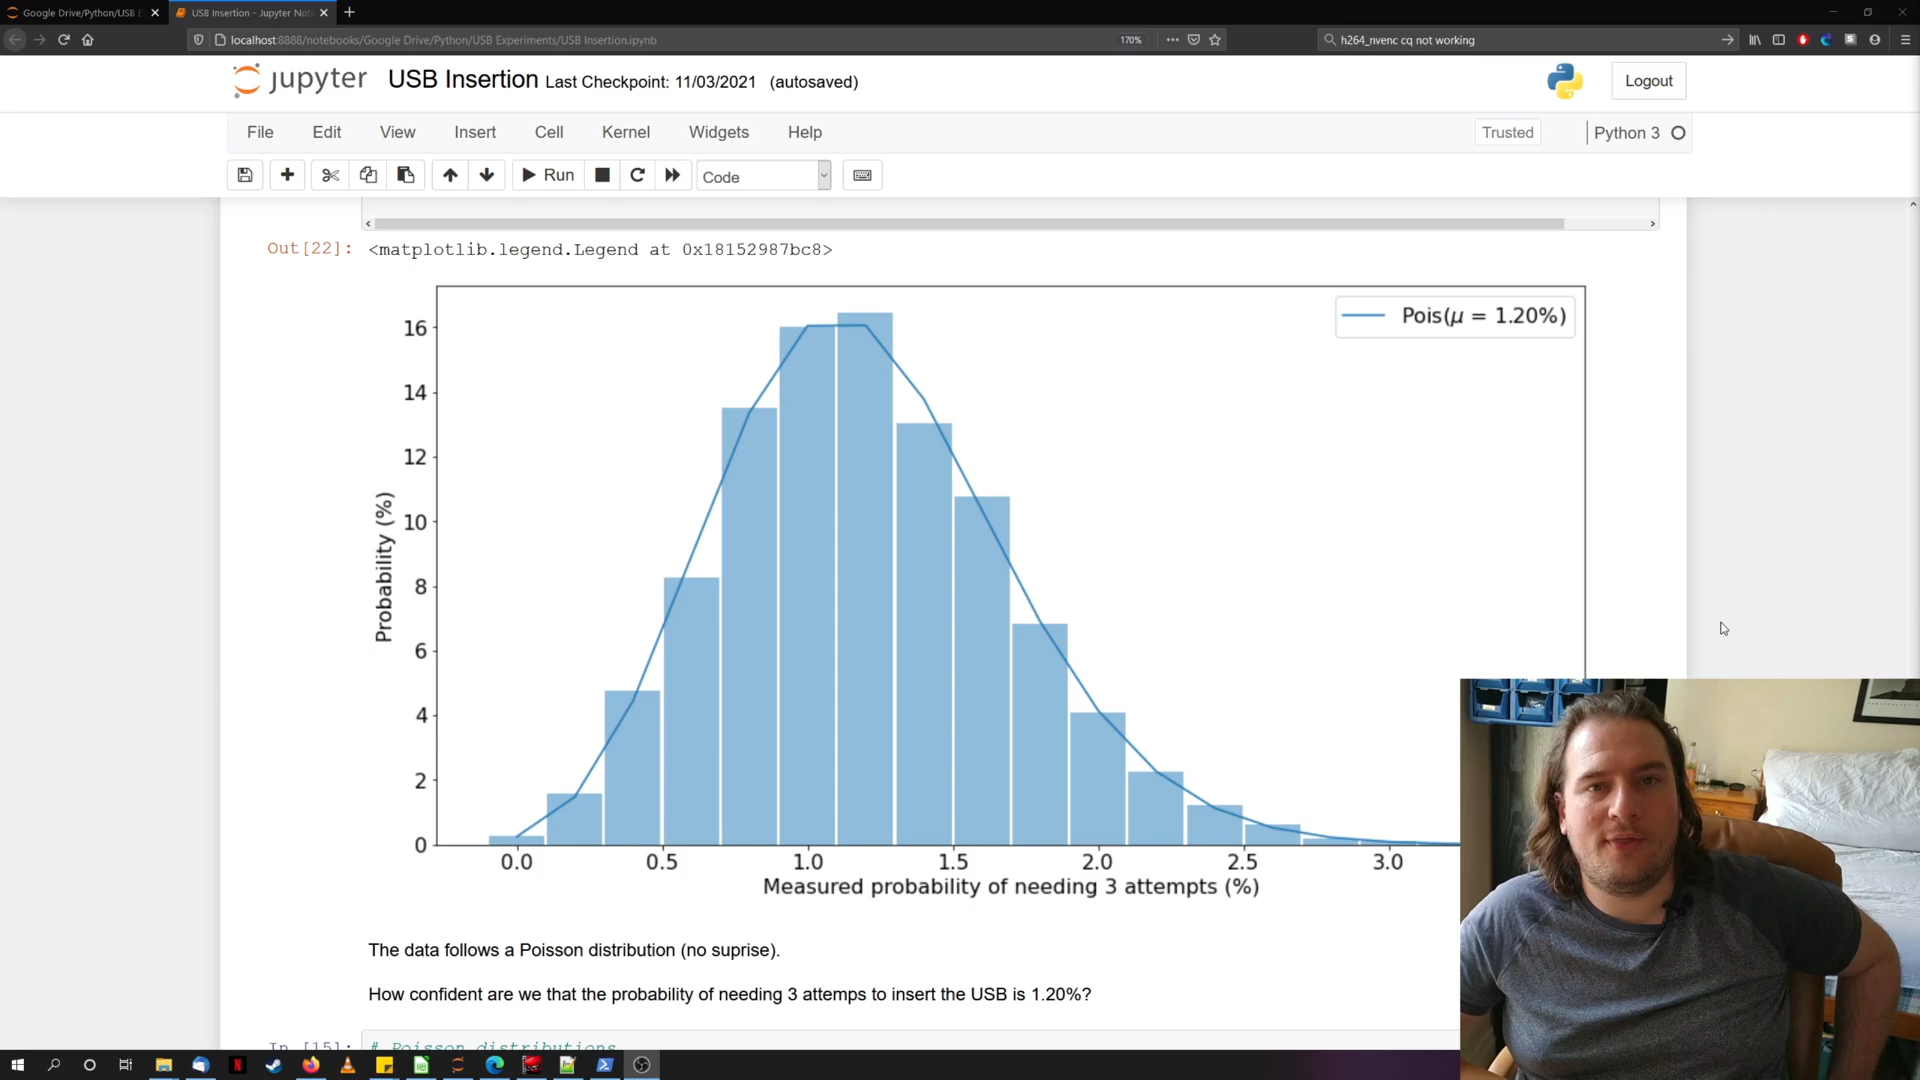 Google Drive/Python/USB E
USB Insertion - Jupyter Not
localhost:8888/notebooks/Google Drive/Python/USB Experiments/USB Insertion.ipynb
170%
h264_nvenc cq not working
jupyter
USB Insertion Last Checkpoint: 11/03/2021 (autosaved)
Logout
File Edit View Insert Cell Kernel Widgets Help
Trusted
Python 3
Run
Code
Out[22]: <matplotlib.legend.Legend at 0x18152987bc8>
Pois(μ = 1.20%)
16
14
12
10
8
6
4
2
0
Probability (%)
0.0 0.5 1.0 1.5 2.0 2.5 3.0
Measured probability of needing 3 attempts (%)
The data follows a Poisson distribution (no suprise).
How confident are we that the probability of needing 3 attemps to insert the USB is 1.20%?
In [15]: # Poisson distributions